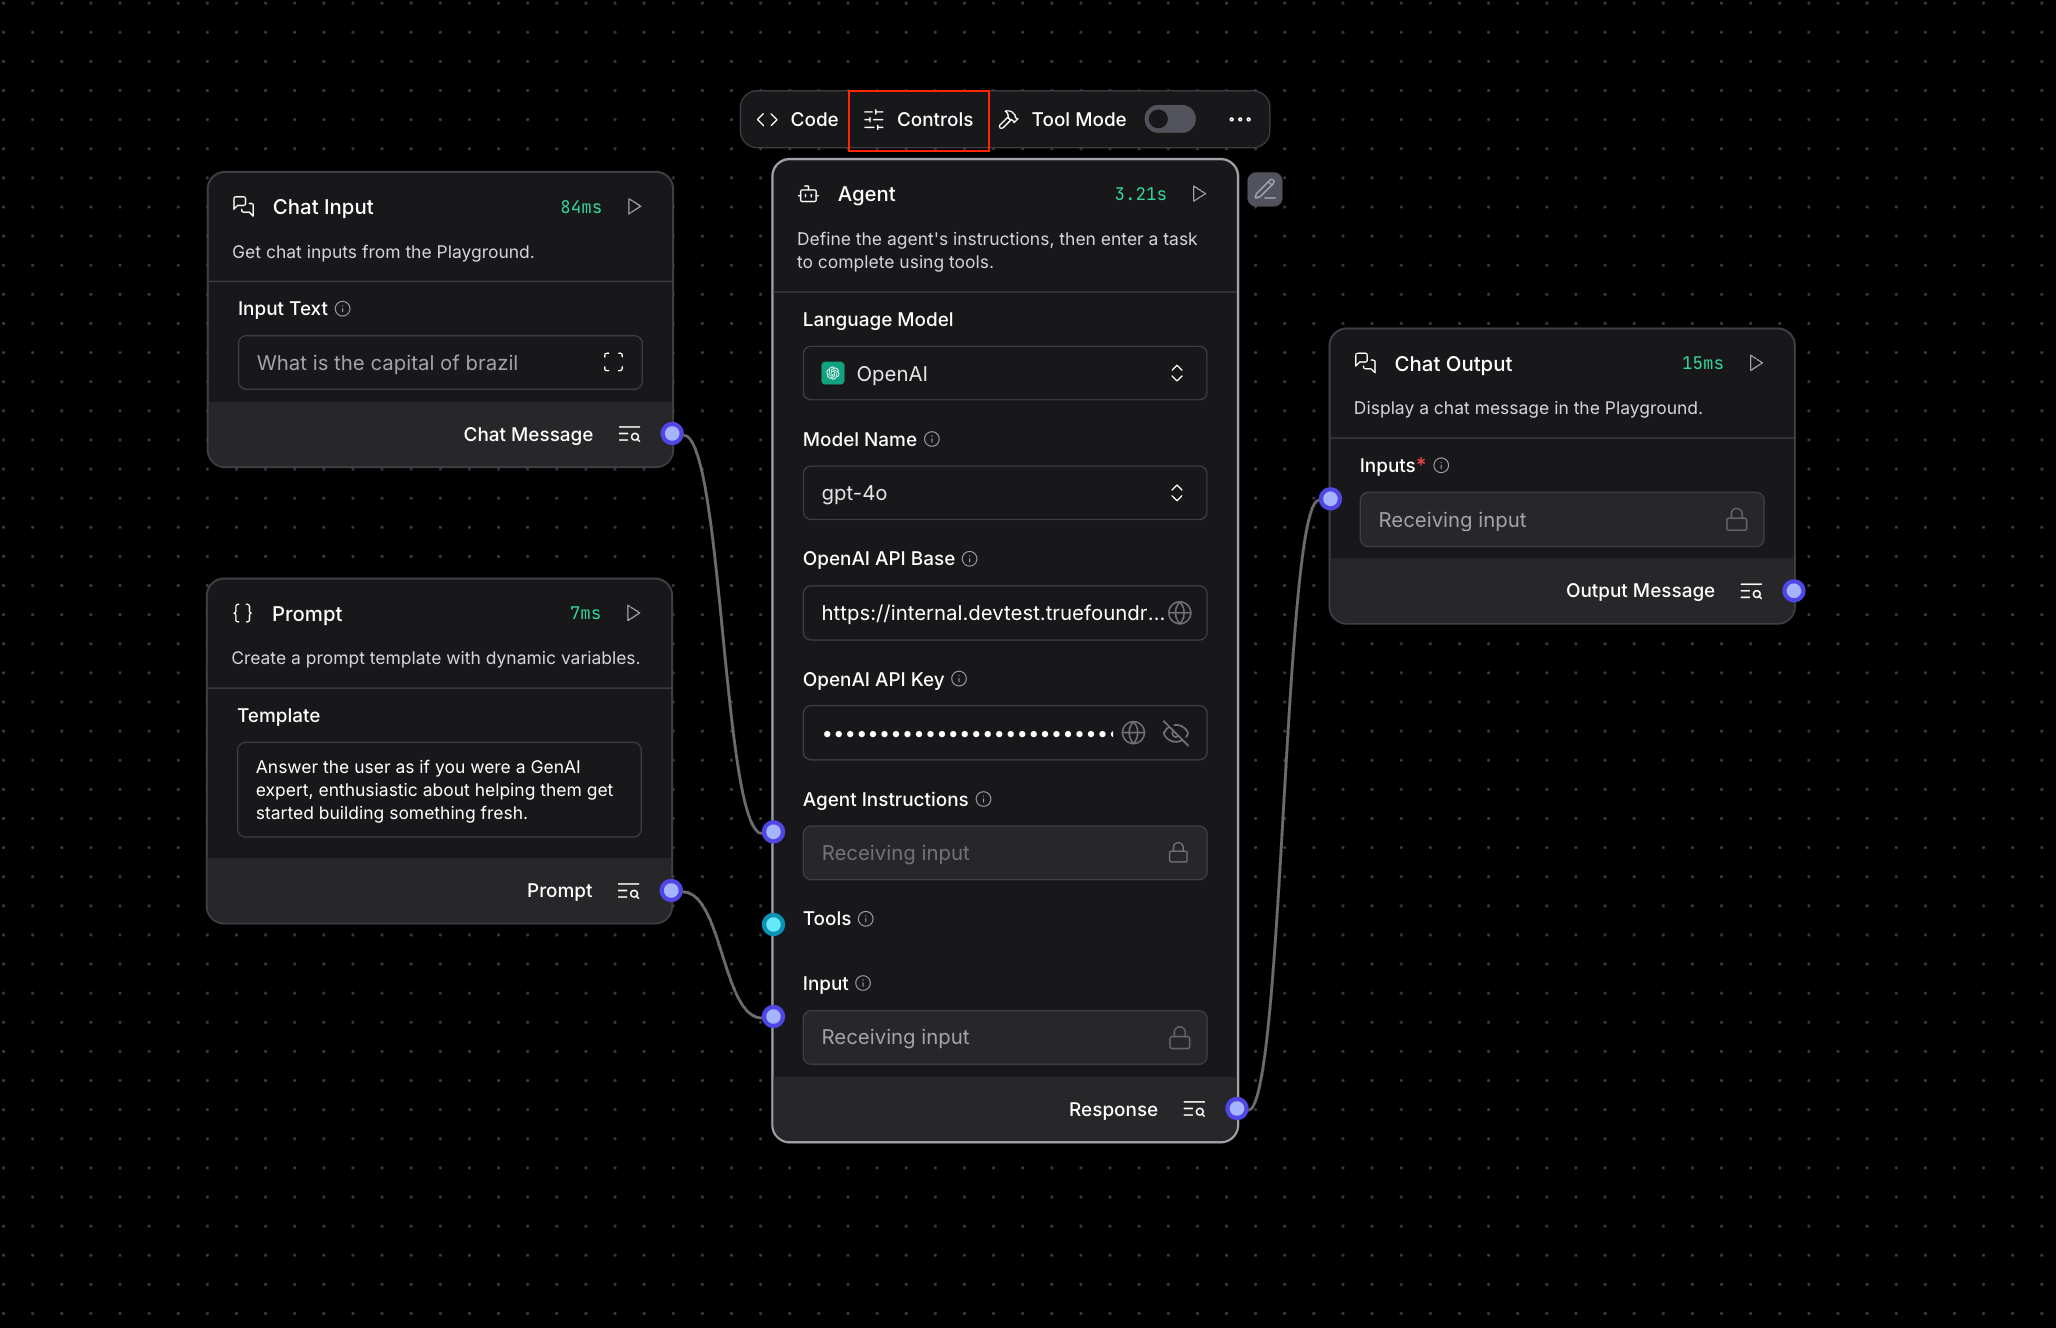 Code
Controls
Tool Mode
Chat Input
84ms
Get chat inputs from the Playground.
Input Text
What is the capital of brazil
Chat Message
Prompt
7ms
Create a prompt template with dynamic variables.
Template
Answer the user as if you were a GenAI
expert, enthusiastic about helping them get
started building something fresh.
Prompt
Agent
3.21s
Define the agent's instructions, then enter a task
to complete using tools.
Language Model
OpenAI
Model Name
gpt-4o
OpenAI API Base
https://internal.devtest.truefoundr...
OpenAI API Key
Agent Instructions
Receiving input
Tools
Input
Receiving input
Response
Chat Output
15ms
Display a chat message in the Playground.
Inputs*
Receiving input
Output Message